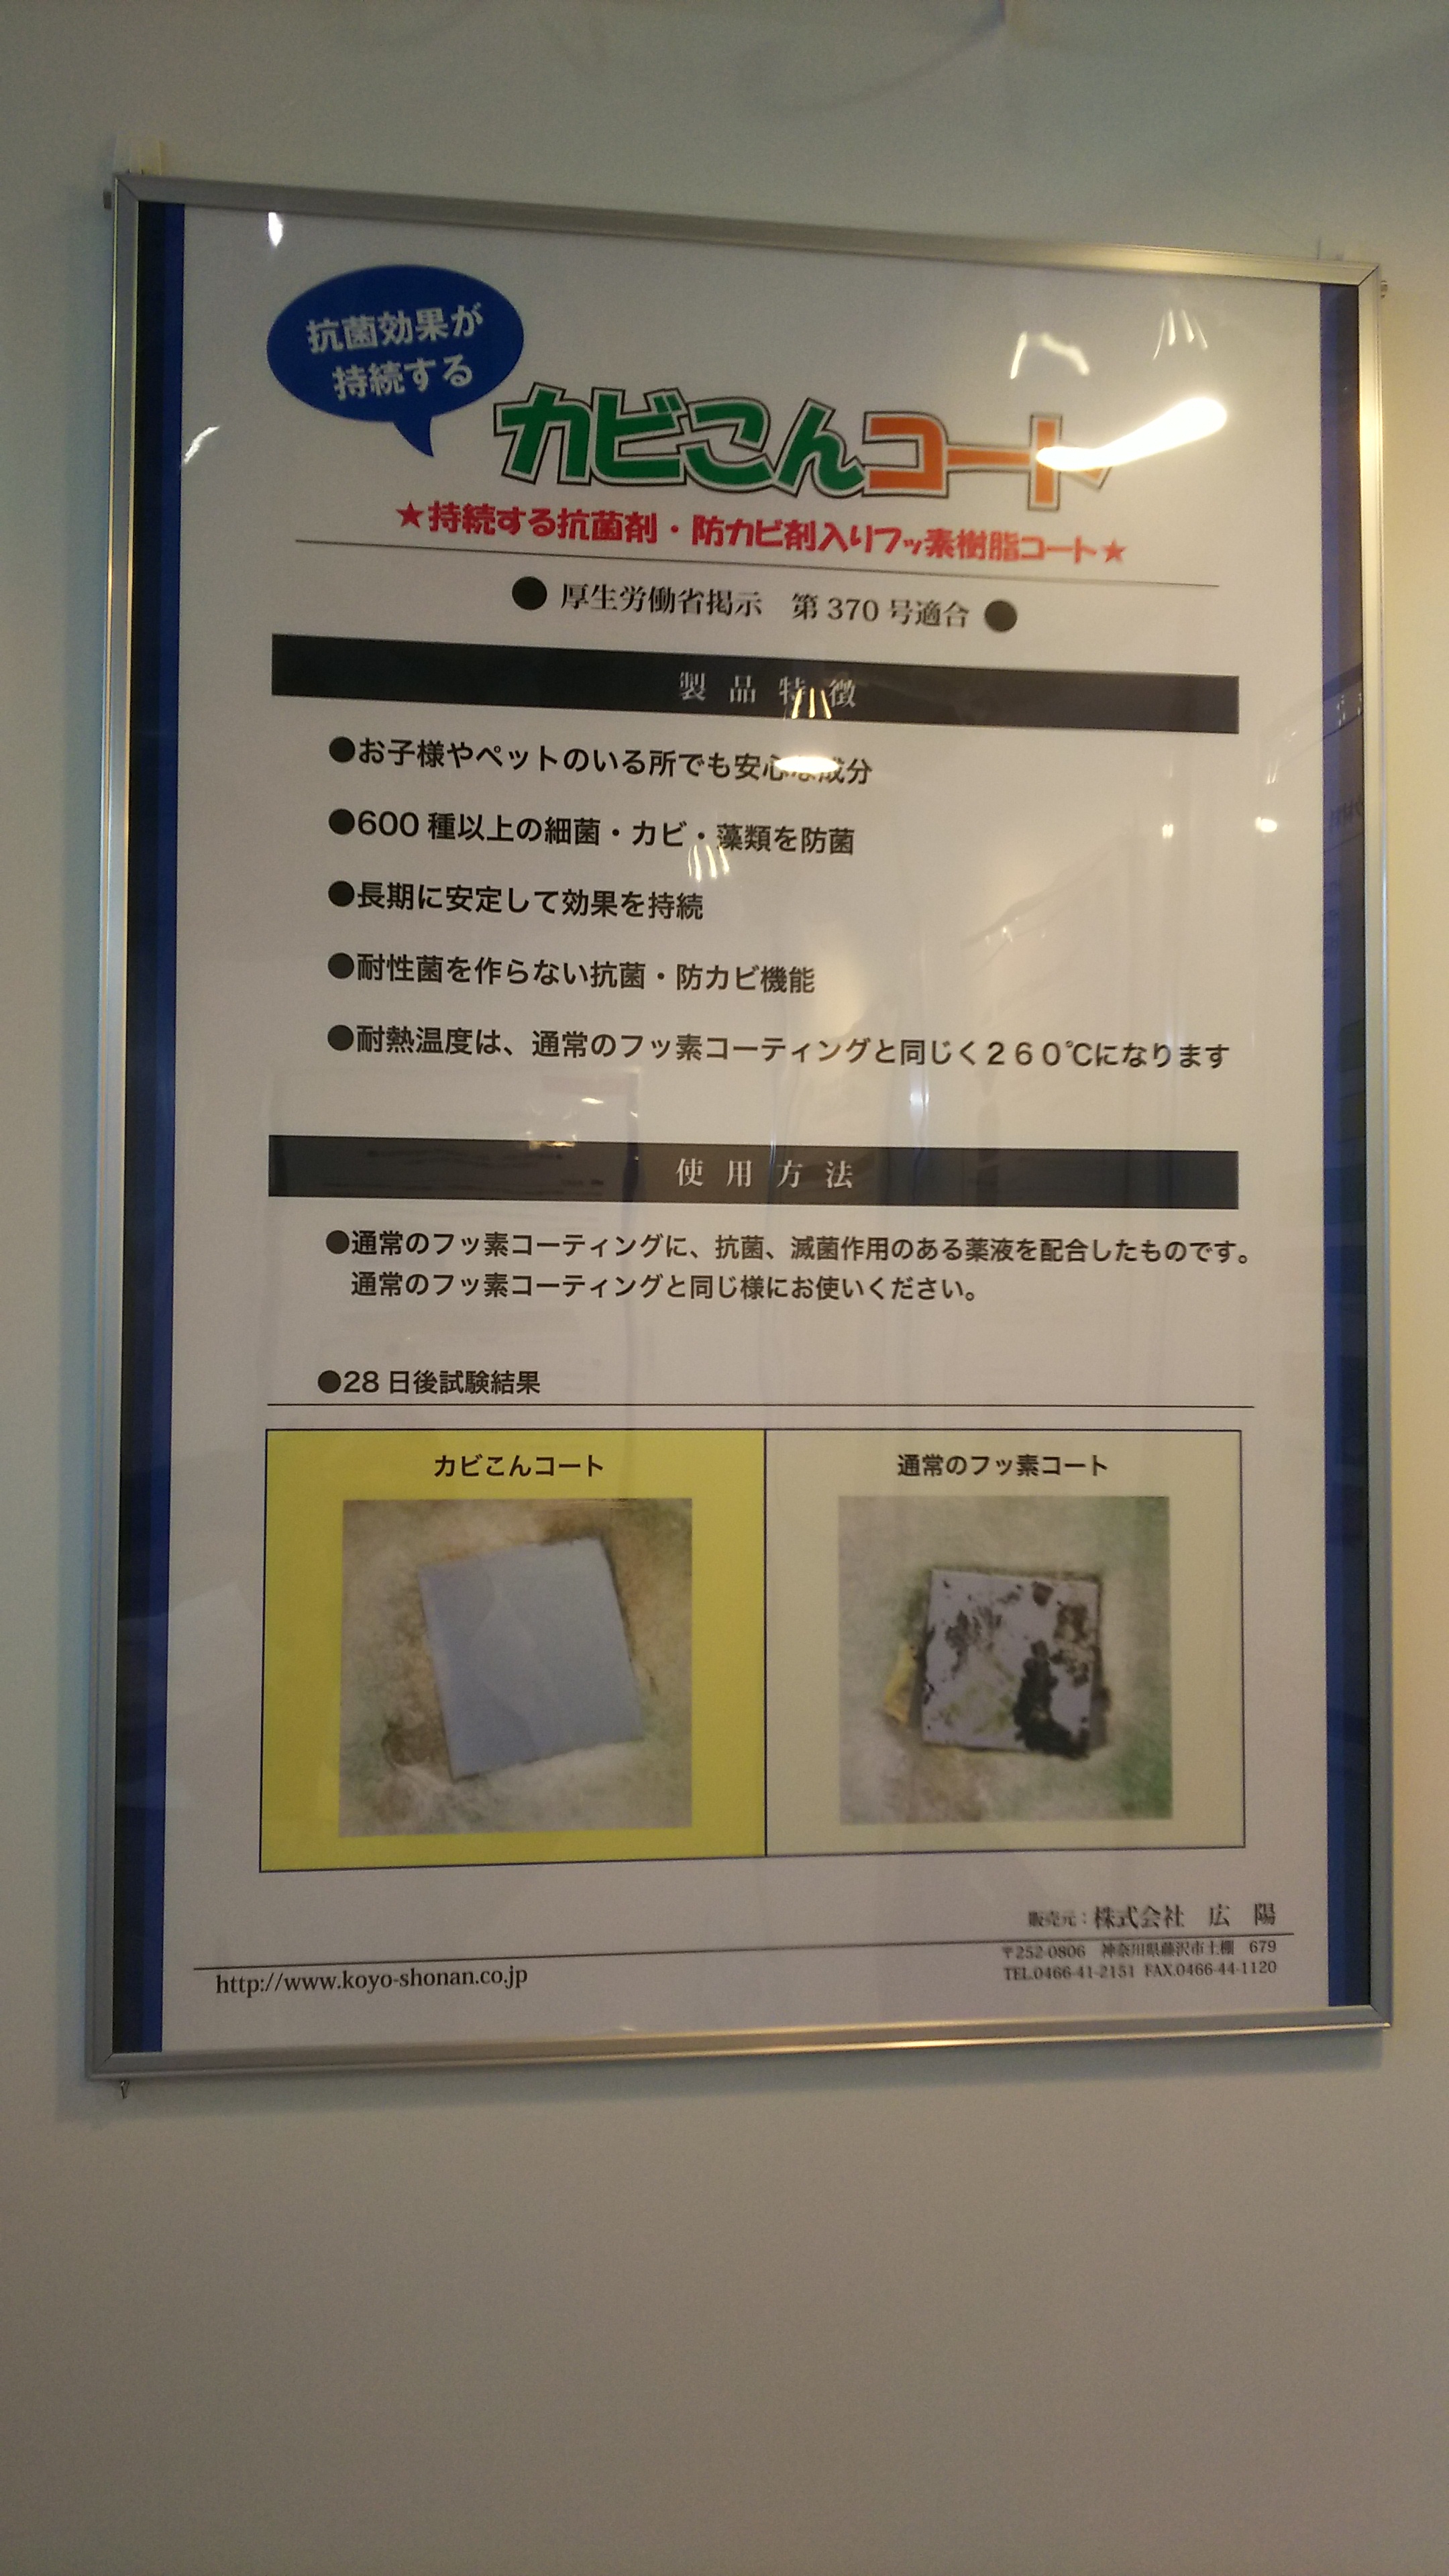 抗菌効果が
持続する
カビこんコート
★持続する抗菌剤・防カビ剤入りフッ素樹脂コート★
● 厚生労働省掲示 第 370 号適合 ●
製品特徴
●お子様やペットのいる所でも安心な成分
●600 種以上の細菌・カビ・藻類を防菌
●長期に安定して効果を持続
●耐性菌を作らない抗菌・防カビ機能
●耐熱温度は、通常のフッ素コーティングと同じく２６０℃になります
使用方法
●通常のフッ素コーティングに、抗菌、滅菌作用のある薬液を配合したものです。
通常のフッ素コーティングと同じ様にお使いください。
●28 日後試験結果
カビこんコート
通常のフッ素コート
販売元：株式会社 広 陽
〒252-0806 神奈川県藤沢市土棚 679
TEL.0466-41-2151 FAX.0466-44-1120
http://www.koyo-shonan.co.jp